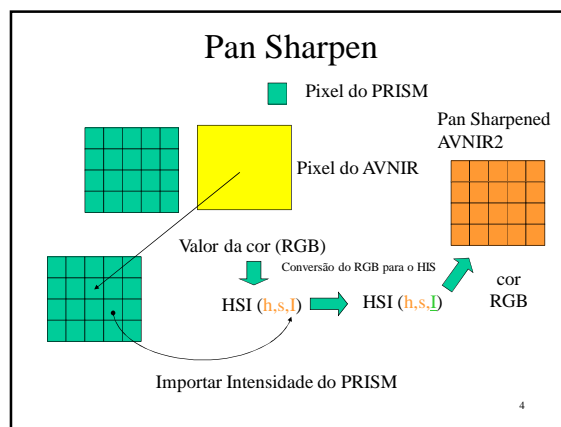 Pan Sharpen
Pixel do PRISM
Pan Sharpened
AVNIR2
Pixel do AVNIR
Valor da cor (RGB)
Conversão do RGB para o HIS
HSI (h,s,I)
HSI (h,s,I)
cor
RGB
Importar Intensidade do PRISM
4